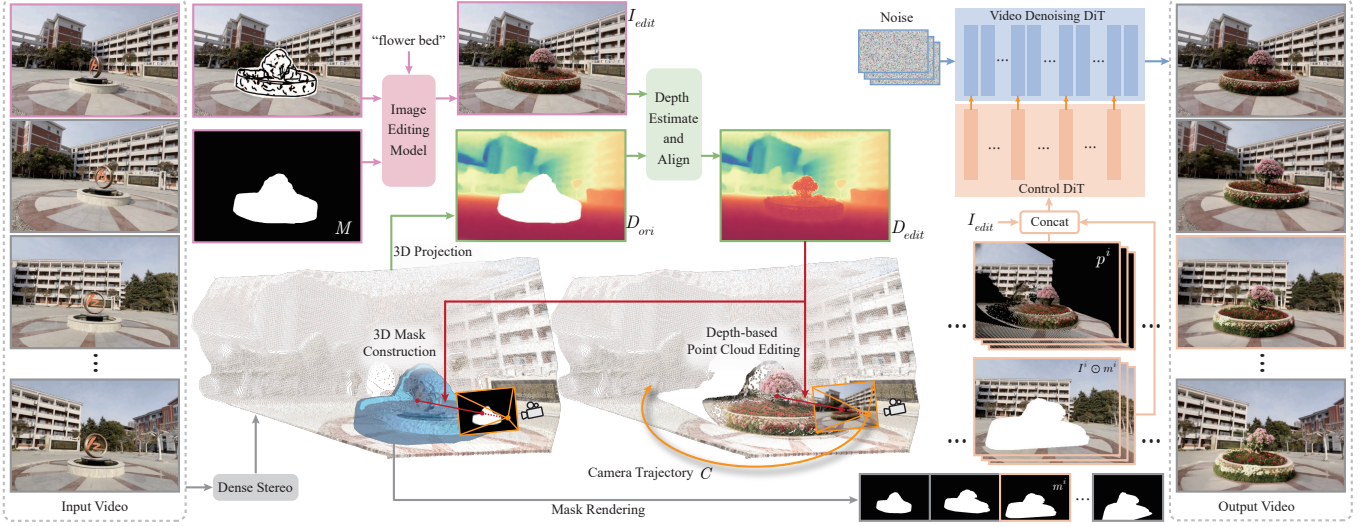 "flower bed"
Image
Editing
Model
I_edit
Depth
Estimate
and
Align
M
D_ori
D_edit
3D Projection
Noise
Video Denoising DiT
...
...
...
...
Control DiT
I_edit
Concat
p^i
...
...
I^i ⊙ m^i
...
...
3D Mask
Construction
Depth-based
Point Cloud Editing
Camera Trajectory C
Dense Stereo
Mask Rendering
m^i
...
Input Video
Output Video